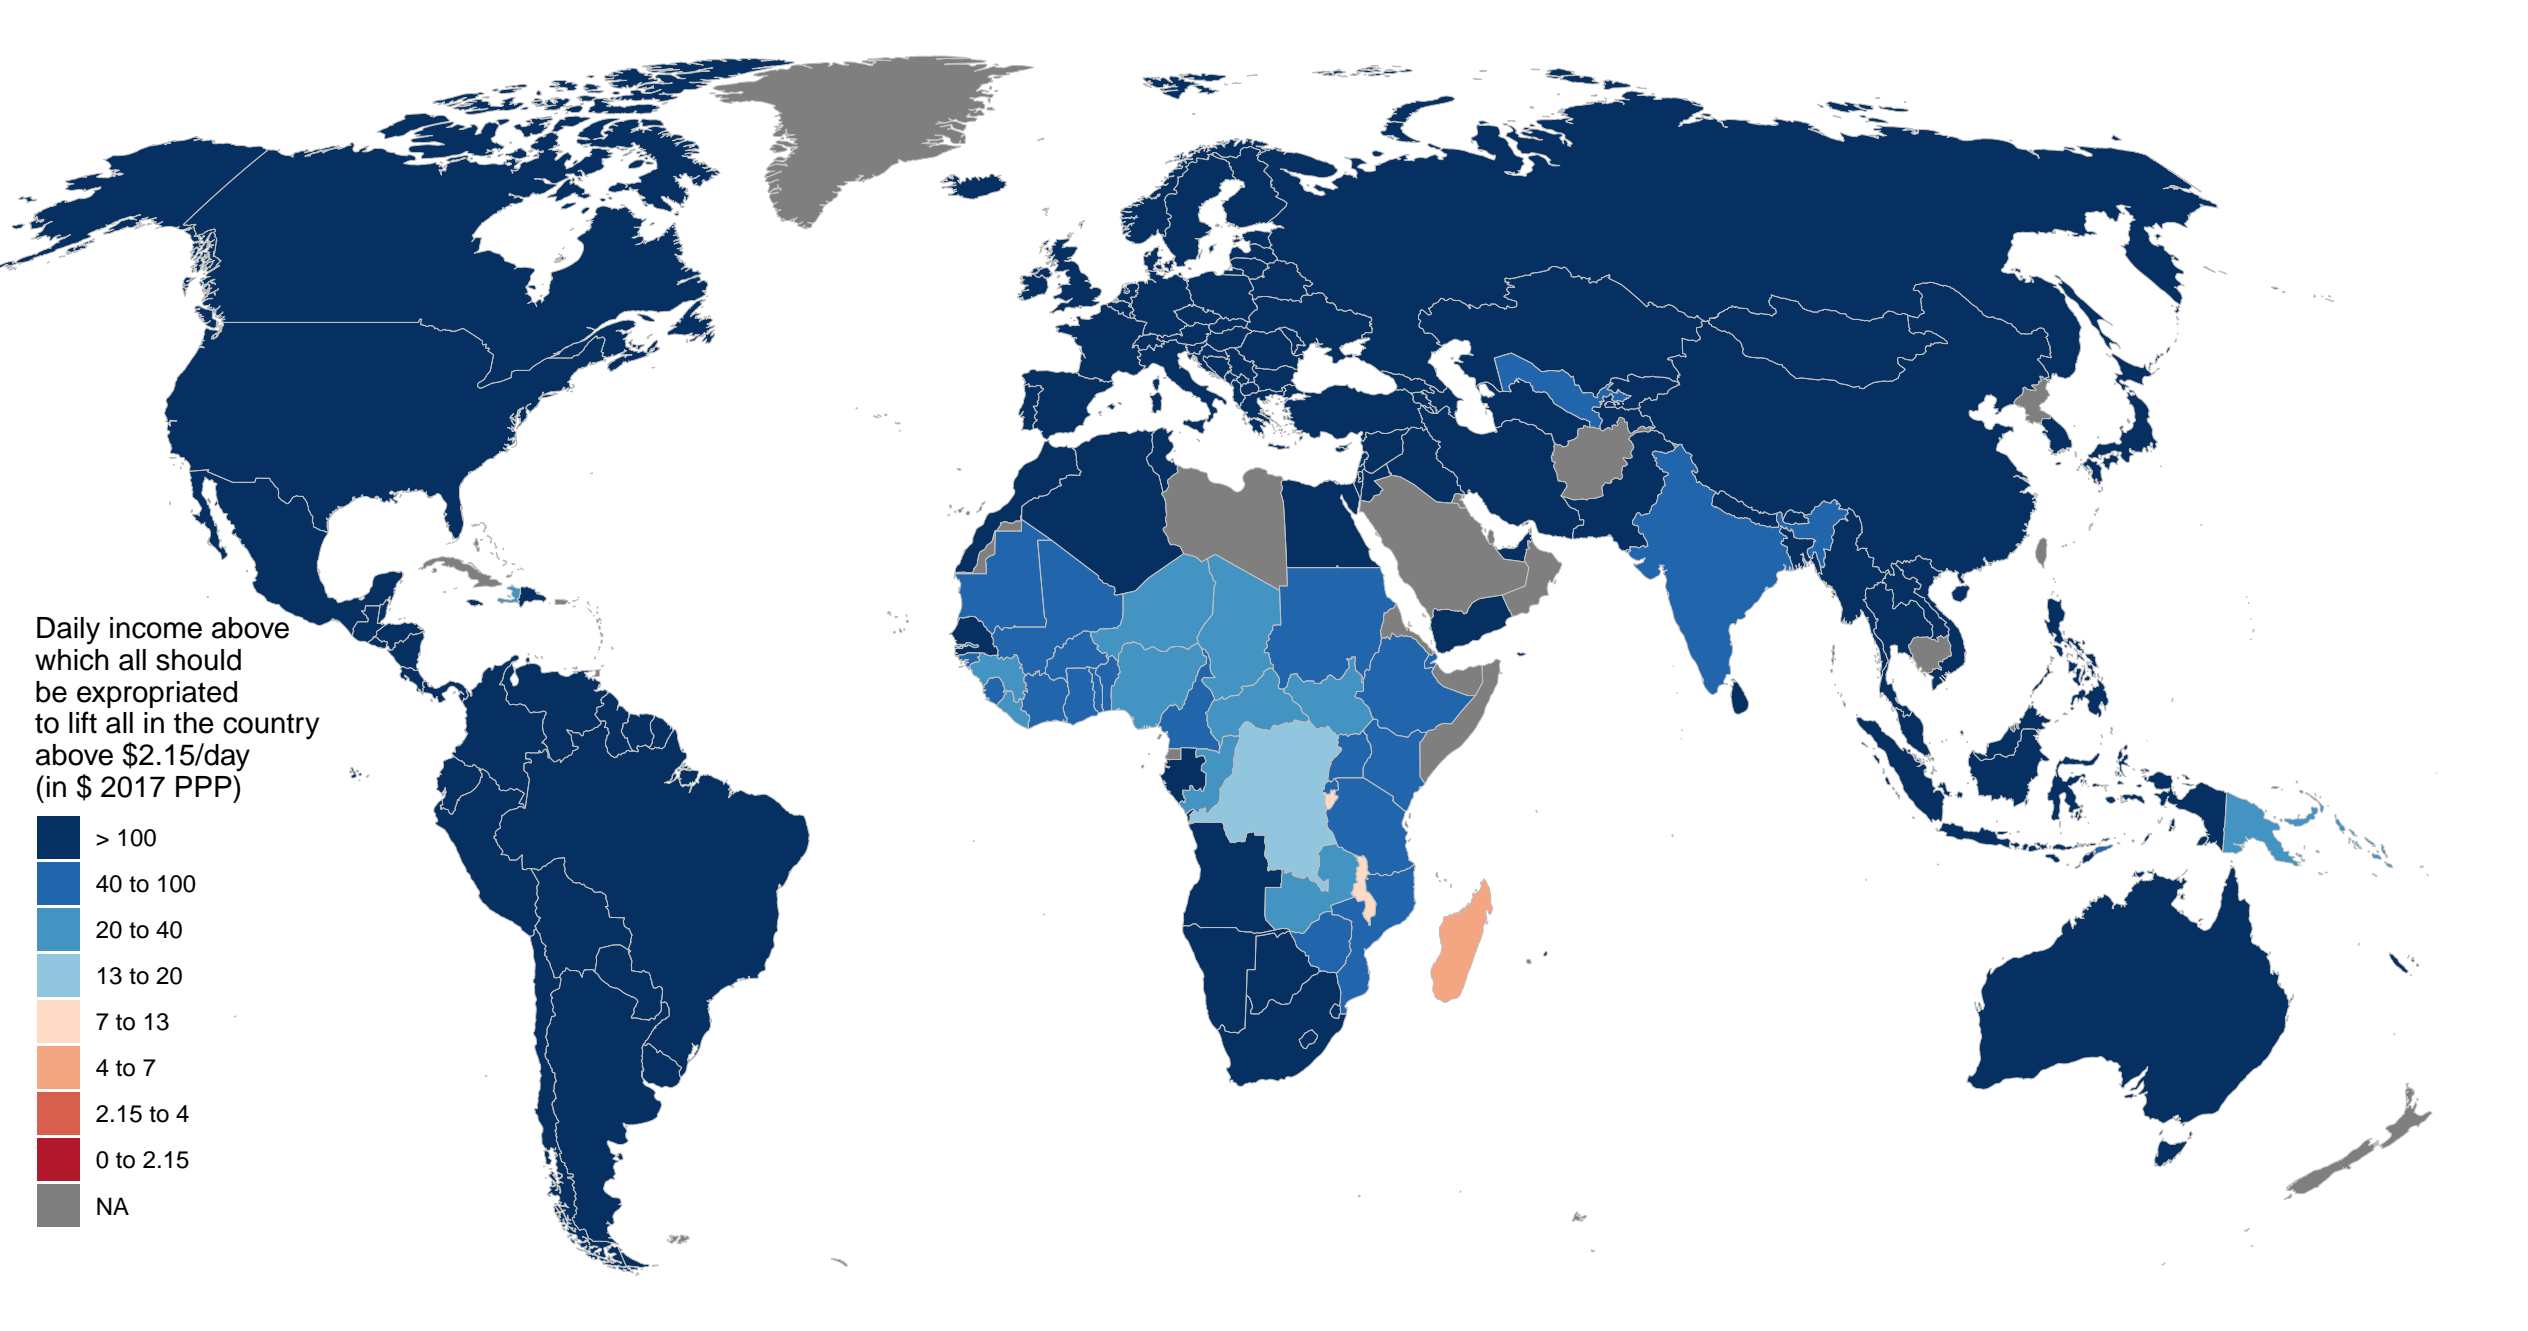 Daily income above
which all should
be expropriated
to lift all in the country
above $2.15/day
(in $ 2017 PPP)
> 100
40 to 100
20 to 40
13 to 20
7 to 13
4 to 7
2.15 to 4
0 to 2.15
NA